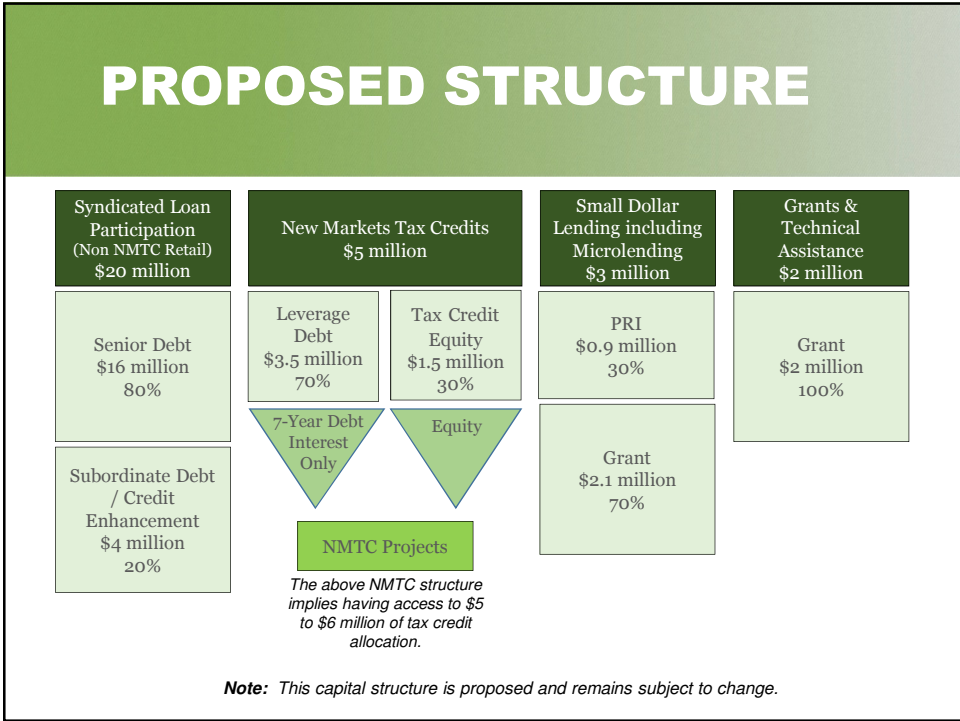 PROPOSED STRUCTURE
Syndicated Loan
Participation
(Non NMTC Retail)
$20 million
Senior Debt
$16 million
80%
Subordinate Debt
/ Credit
Enhancement
$4 million
20%
New Markets Tax Credits
$5 million
Leverage
Debt
$3.5 million
70%
Tax Credit
Equity
$1.5 million
30%
7-Year Debt
Interest
Only
Equity
NMTC Projects
The above NMTC structure
implies having access to $5
to $6 million of tax credit
allocation.
Small Dollar
Lending including
Microlending
$3 million
PRI
$0.9 million
30%
Grant
$2.1 million
70%
Grants &
Technical
Assistance
$2 million
Grant
$2 million
100%
Note: This capital structure is proposed and remains subject to change.